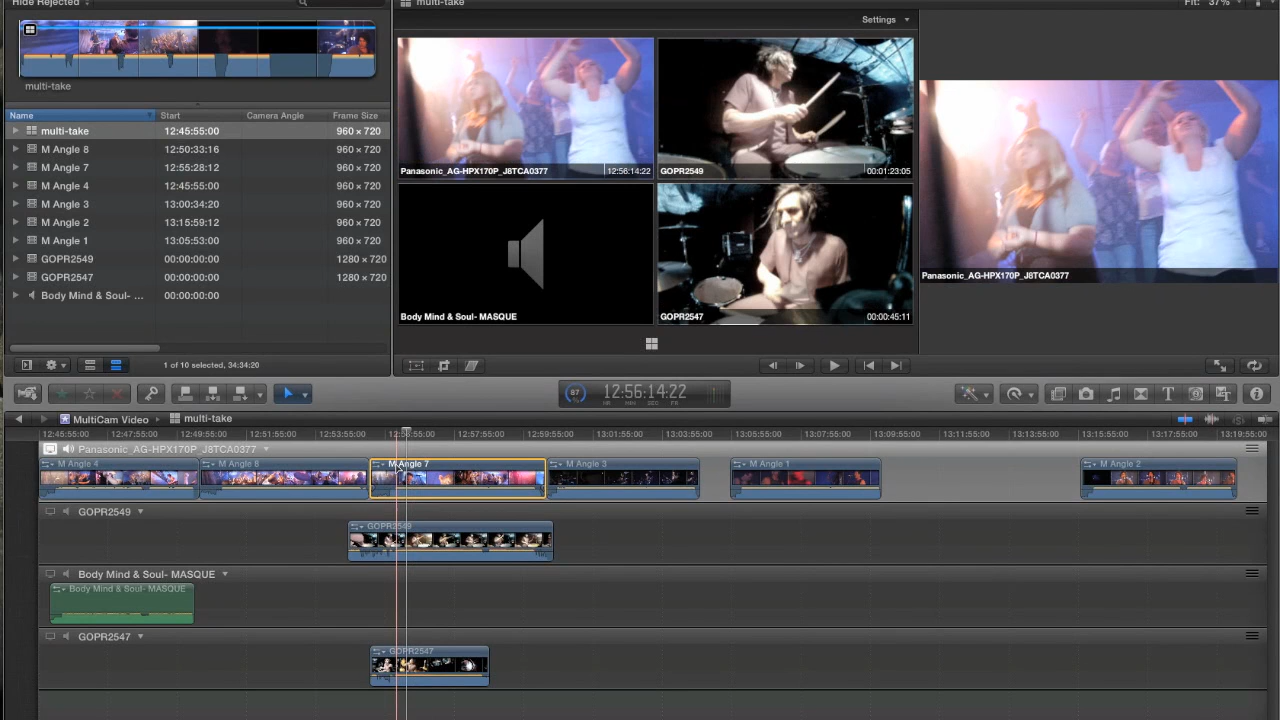 Hide Rejected
multi-take
Name Start Camera Angle Frame Size
multi-take 12:45:55:00 960 × 720
M Angle 8 12:50:33:16 960 × 720
M Angle 7 12:55:28:12 960 × 720
M Angle 4 12:45:55:00 960 × 720
M Angle 3 13:00:34:20 960 × 720
M Angle 2 13:15:59:12 960 × 720
M Angle 1 13:05:53:00 960 × 720
GOPR2549 00:00:00:00 1280 × 720
GOPR2547 00:00:00:00 1280 × 720
Body Mind & Soul- ... 00:00:00:00
1 of 10 selected, 34:34:20
multi-take Fit: 37%
Settings
Panasonic_AG-HPX170P_J8TCA0377 12:56:14:22
GOPR2549 00:01:23:05
Body Mind & Soul- MASQUE
GOPR2547 00:00:45:11
Panasonic_AG-HPX170P_J8TCA0377
87 % 12:56:14:22
HR MIN SEC FR
MultiCam Video multi-take
12:45:55:00 12:47:55:00 12:49:55:00 12:51:55:00 12:53:55:00 12:55:55:00 12:57:55:00 12:59:55:00 13:01:55:00 13:03:55:00 13:05:55:00 13:07:55:00 13:09:55:00 13:11:55:00 13:13:55:00 13:15:55:00 13:17:55:00 13:19:55:00
Panasonic_AG-HPX170P_J8TCA0377
M Angle 4 M Angle 8 M Angle 7 M Angle 3 M Angle 1 M Angle 2
GOPR2549
GOPR2549
Body Mind & Soul- MASQUE
Body Mind & Soul- MASQUE
GOPR2547
GOPR2547